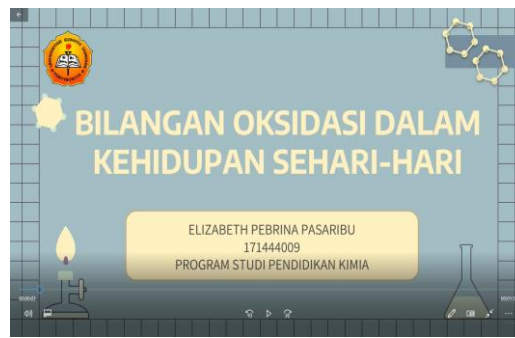 BILANGAN OKSIDASI DALAM
KEHIDUPAN SEHARI-HARI
ELIZABETH PEBRINA PASARIBU
171444009
PROGRAM STUDI PENDIDIKAN KIMIA